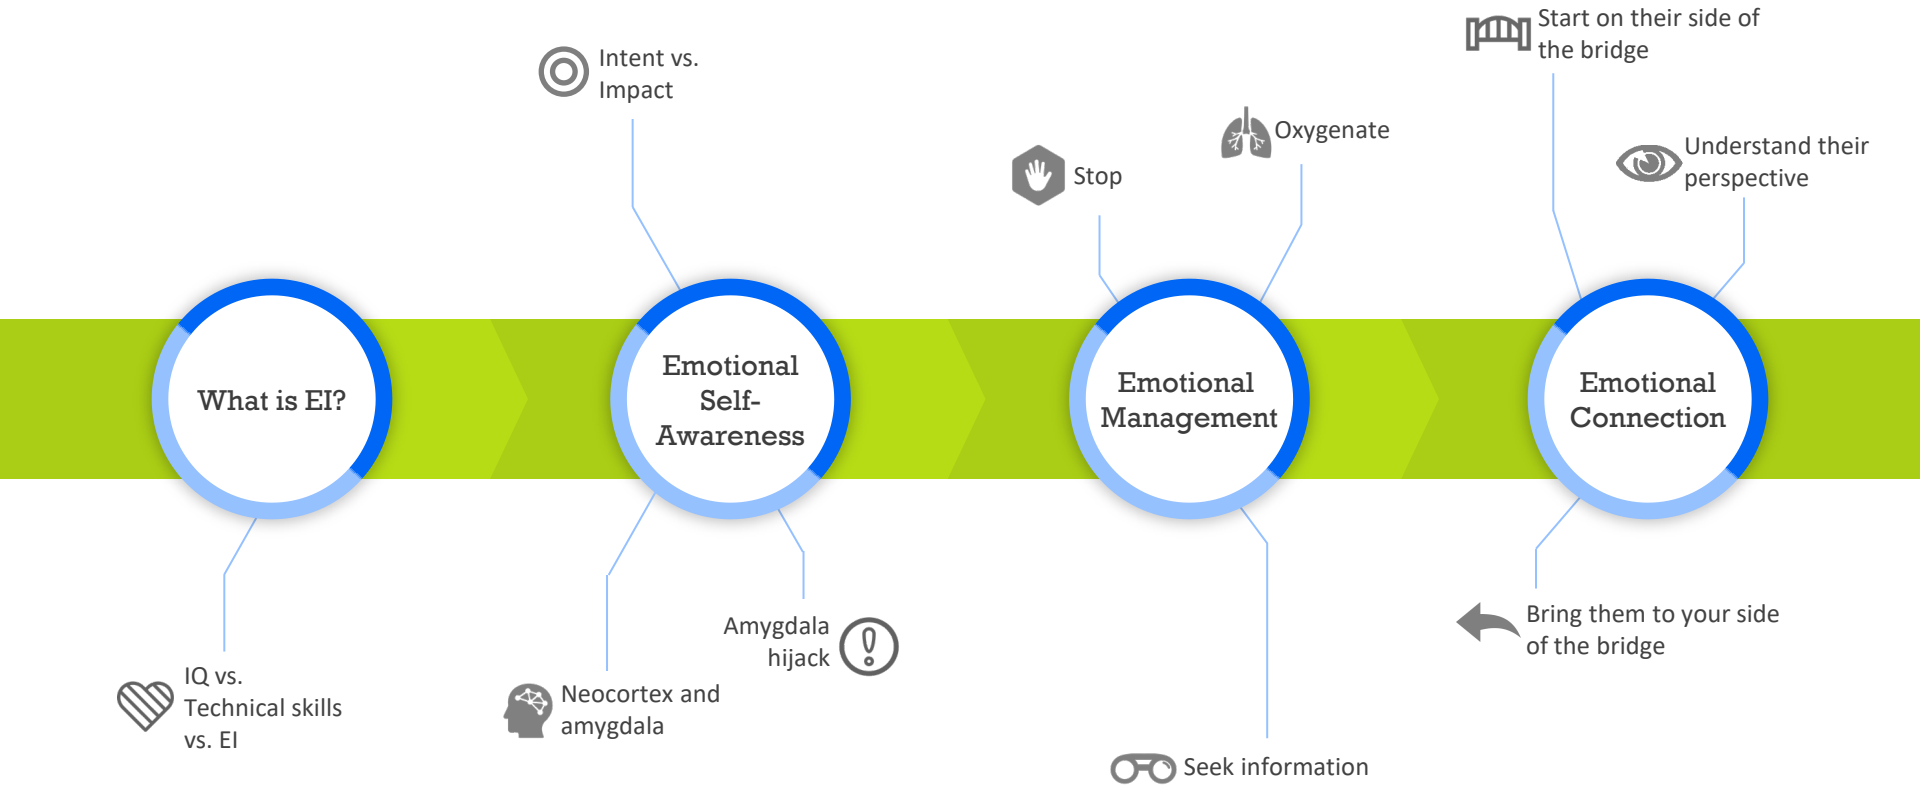 What is EI?
IQ vs.
Technical skills
vs. EI
Intent vs.
Impact
Emotional
Self-
Awareness
Neocortex and
amygdala
Amygdala
hijack
Stop
Oxygenate
Emotional
Management
Seek information
Start on their side of
the bridge
Understand their
perspective
Emotional
Connection
Bring them to your side
of the bridge